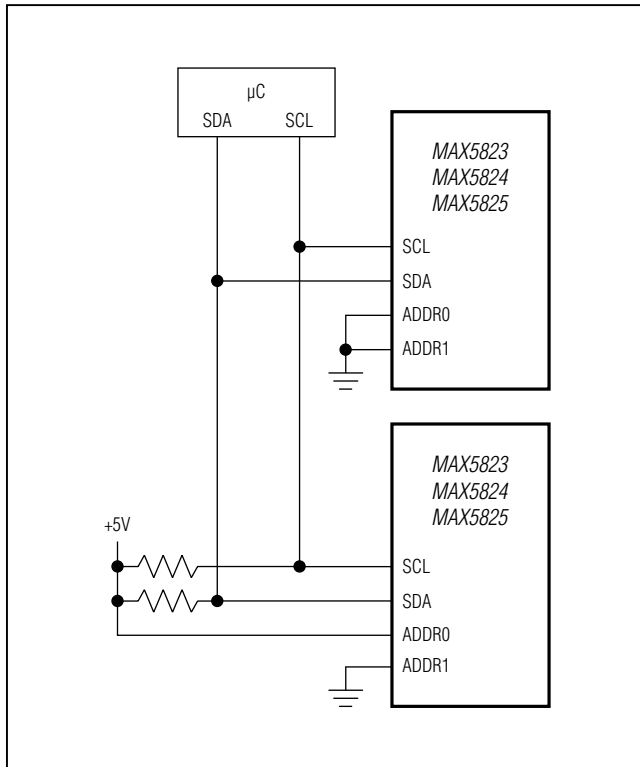 µC
SDA SCL
MAX5823
MAX5824
MAX5825
SCL
SDA
ADDR0
ADDR1
MAX5823
MAX5824
MAX5825
+5V
SCL
SDA
ADDR0
ADDR1